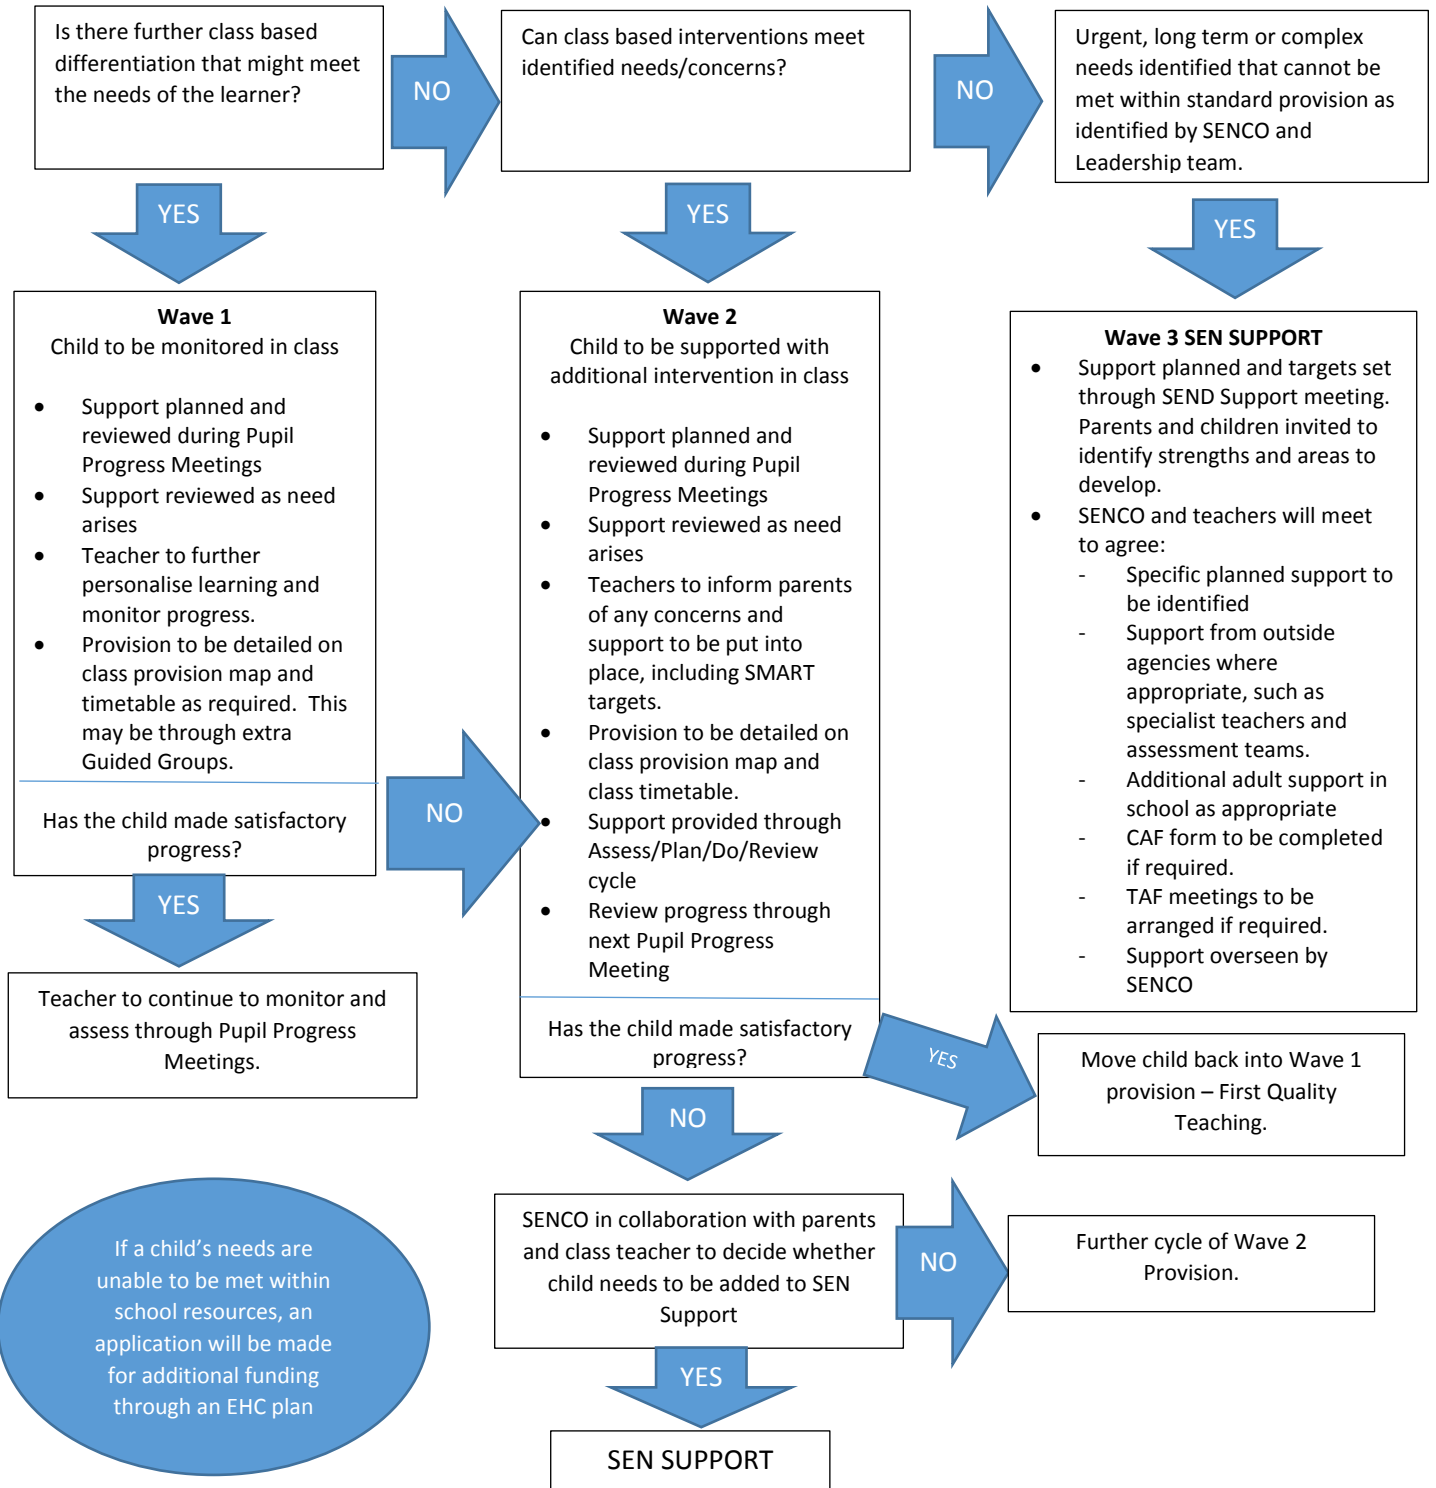 Is there further class based
differentiation that might meet
the needs of the learner?
NO
Can class based interventions meet
identified needs/concerns?
NO
Urgent, long term or complex
needs identified that cannot be
met within standard provision as
identified by SENCO and
Leadership team.
YES
YES
YES
Wave 1
Child to be monitored in class
• Support planned and
reviewed during Pupil
Progress Meetings
• Support reviewed as need
arises
• Teacher to further
personalise learning and
monitor progress.
• Provision to be detailed on
class provision map and
timetable as required. This
may be through extra
Guided Groups.
Has the child made satisfactory
progress?
NO
YES
Teacher to continue to monitor and
assess through Pupil Progress
Meetings.
Wave 2
Child to be supported with
additional intervention in class
• Support planned and
reviewed during Pupil
Progress Meetings
• Support reviewed as need
arises
• Teachers to inform parents
of any concerns and
support to be put into
place, including SMART
targets.
• Provision to be detailed on
class provision map and
class timetable.
• Support provided through
Assess/Plan/Do/Review
cycle
• Review progress through
next Pupil Progress
Meeting
Has the child made satisfactory
progress?
YES
NO
Wave 3 SEN SUPPORT
• Support planned and targets set
through SEND Support meeting.
Parents and children invited to
identify strengths and areas to
develop.
• SENCO and teachers will meet
to agree:
- Specific planned support to
be identified
- Support from outside
agencies where
appropriate, such as
specialist teachers and
assessment teams.
- Additional adult support in
school as appropriate
- CAF form to be completed
if required.
- TAF meetings to be
arranged if required.
- Support overseen by
SENCO
Move child back into Wave 1
provision – First Quality
Teaching.
SENCO in collaboration with parents
and class teacher to decide whether
child needs to be added to SEN
Support
NO
Further cycle of Wave 2
Provision.
YES
SEN SUPPORT
If a child’s needs are
unable to be met within
school resources, an
application will be made
for additional funding
through an EHC plan